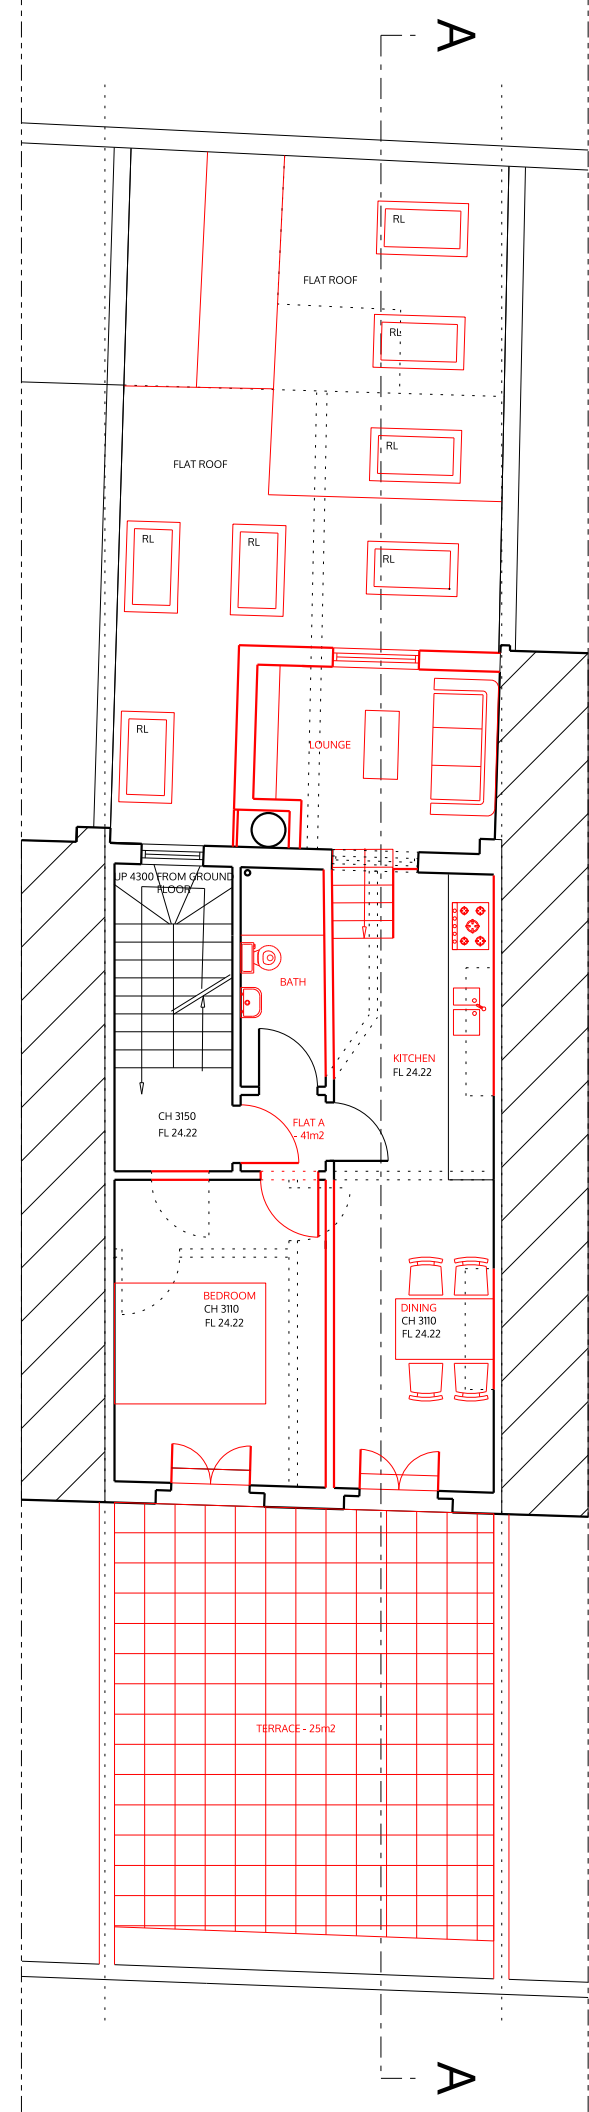 A
RL
FLAT ROOF
RL
RL
FLAT ROOF
RL
RL
RL
RL
LOUNGE
UP 4300 FROM GROUND
FLOOR
BATH
KITCHEN
FL 24.22
CH 3150
FL 24.22
FLAT A
- 41m2
BEDROOM
CH 3110
FL 24.22
DINING
CH 3110
FL 24.22
TERRACE - 25m2
A